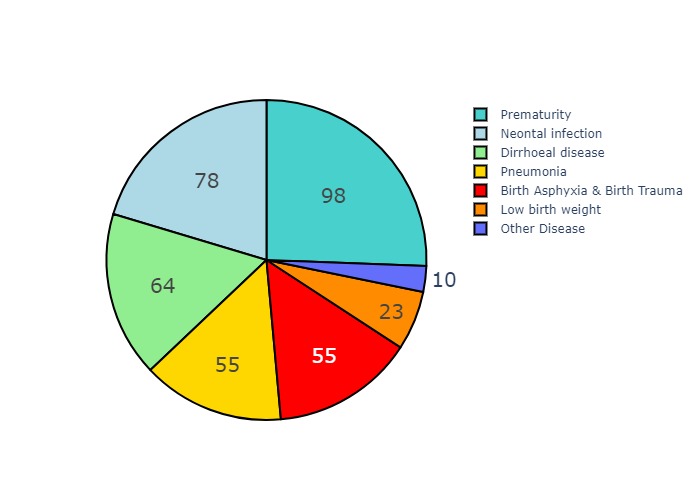 78
98
64
55
55
23
10
Prematurity
Neontal infection
Dirrhoeal disease
Pneumonia
Birth Asphyxia & Birth Trauma
Low birth weight
Other Disease